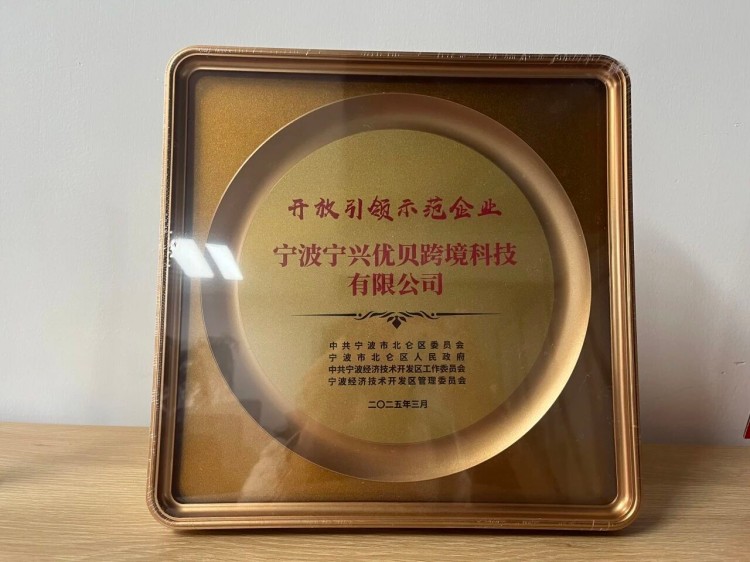 开放引领示范企业
宁波宁兴优贝跨境科技
有限公司
中共宁波市北仑区委员会
宁波市北仑区人民政府
中共宁波经济技术开发区工作委员会
宁波经济技术开发区管理委员会
二〇二五年三月